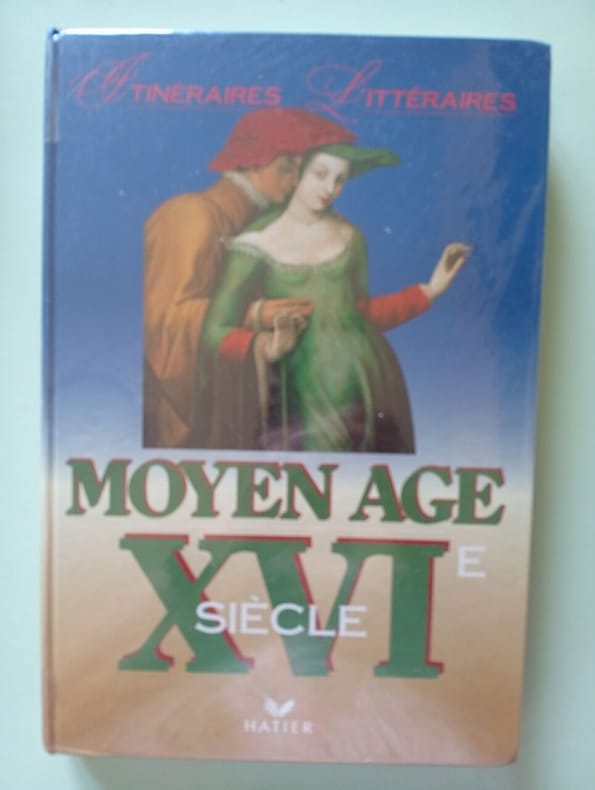 ITINÉRAIRES LITTÉRAIRES
MOYEN AGE
XVIE
SIÈCLE
HATIER